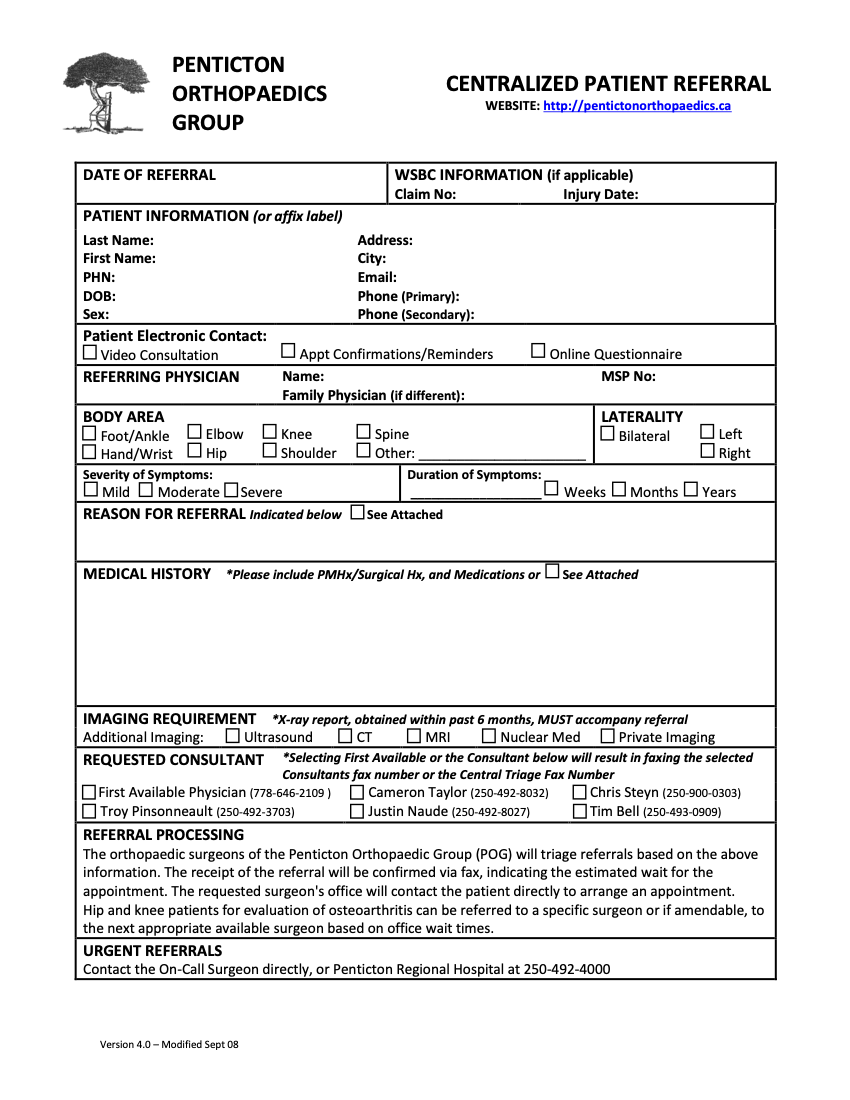 PENTICTON
ORTHOPAEDICS
GROUP
CENTRALIZED PATIENT REFERRAL
WEBSITE: http://pentictonorthopaedics.ca
DATE OF REFERRAL
WSBC INFORMATION (if applicable)
Claim No: Injury Date:
PATIENT INFORMATION (or affix label)
Last Name: Address:
First Name: City:
PHN: Email:
DOB: Phone (Primary):
Sex: Phone (Secondary):
Patient Electronic Contact:
☐ Video Consultation ☐ Appt Confirmations/Reminders ☐ Online Questionnaire
REFERRING PHYSICIAN Name: MSP No:
Family Physician (if different):
BODY AREA LATERALITY
☐ Foot/Ankle ☐ Elbow ☐ Knee ☐ Spine ☐ Bilateral ☐ Left
☐ Hand/Wrist ☐ Hip ☐ Shoulder ☐ Other: ______________________ ☐ Right
Severity of Symptoms: Duration of Symptoms:
☐ Mild ☐ Moderate ☐ Severe _________________ ☐ Weeks ☐ Months ☐ Years
REASON FOR REFERRAL Indicated below ☐ See Attached
MEDICAL HISTORY *Please include PMHx/Surgical Hx, and Medications or ☐ See Attached
IMAGING REQUIREMENT *X-ray report, obtained within past 6 months, MUST accompany referral
Additional Imaging: ☐ Ultrasound ☐ CT ☐ MRI ☐ Nuclear Med ☐ Private Imaging
REQUESTED CONSULTANT *Selecting First Available or the Consultant below will result in faxing the selected
Consultants fax number or the Central Triage Fax Number
☐ First Available Physician (778-646-2109 ) ☐ Cameron Taylor (250-492-8032) ☐ Chris Steyn (250-900-0303)
☐ Troy Pinsonneault (250-492-3703) ☐ Justin Naude (250-492-8027) ☐ Tim Bell (250-493-0909)
REFERRAL PROCESSING
The orthopaedic surgeons of the Penticton Orthopaedic Group (POG) will triage referrals based on the above
information. The receipt of the referral will be confirmed via fax, indicating the estimated wait for the
appointment. The requested surgeon's office will contact the patient directly to arrange an appointment.
Hip and knee patients for evaluation of osteoarthritis can be referred to a specific surgeon or if amendable, to
the next appropriate available surgeon based on office wait times.
URGENT REFERRALS
Contact the On-Call Surgeon directly, or Penticton Regional Hospital at 250-492-4000
Version 4.0 – Modified Sept 08